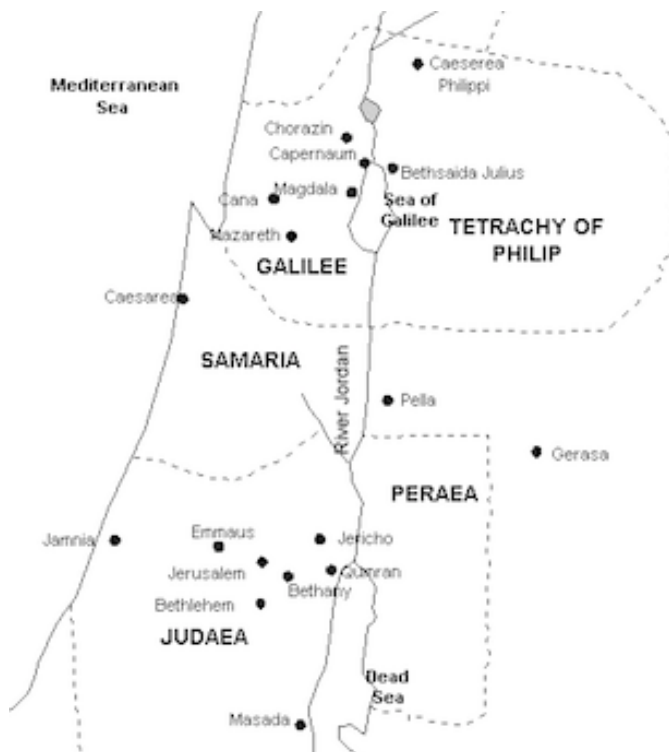 Caeserea
Philippi
Mediterranean
Sea
Chorazin
Capernaum
Bethsaida Julius
Magdala
Cana
Sea of
Galilee
TETRACHY OF
PHILIP
Nazareth
GALILEE
Caesarea
SAMARIA
River Jordan
Pella
Gerasa
PERAEA
Jamnia
Emmaus
Jericho
Jerusalem
Qumran
Bethany
Bethlehem
JUDAEA
Dead
Sea
Masada